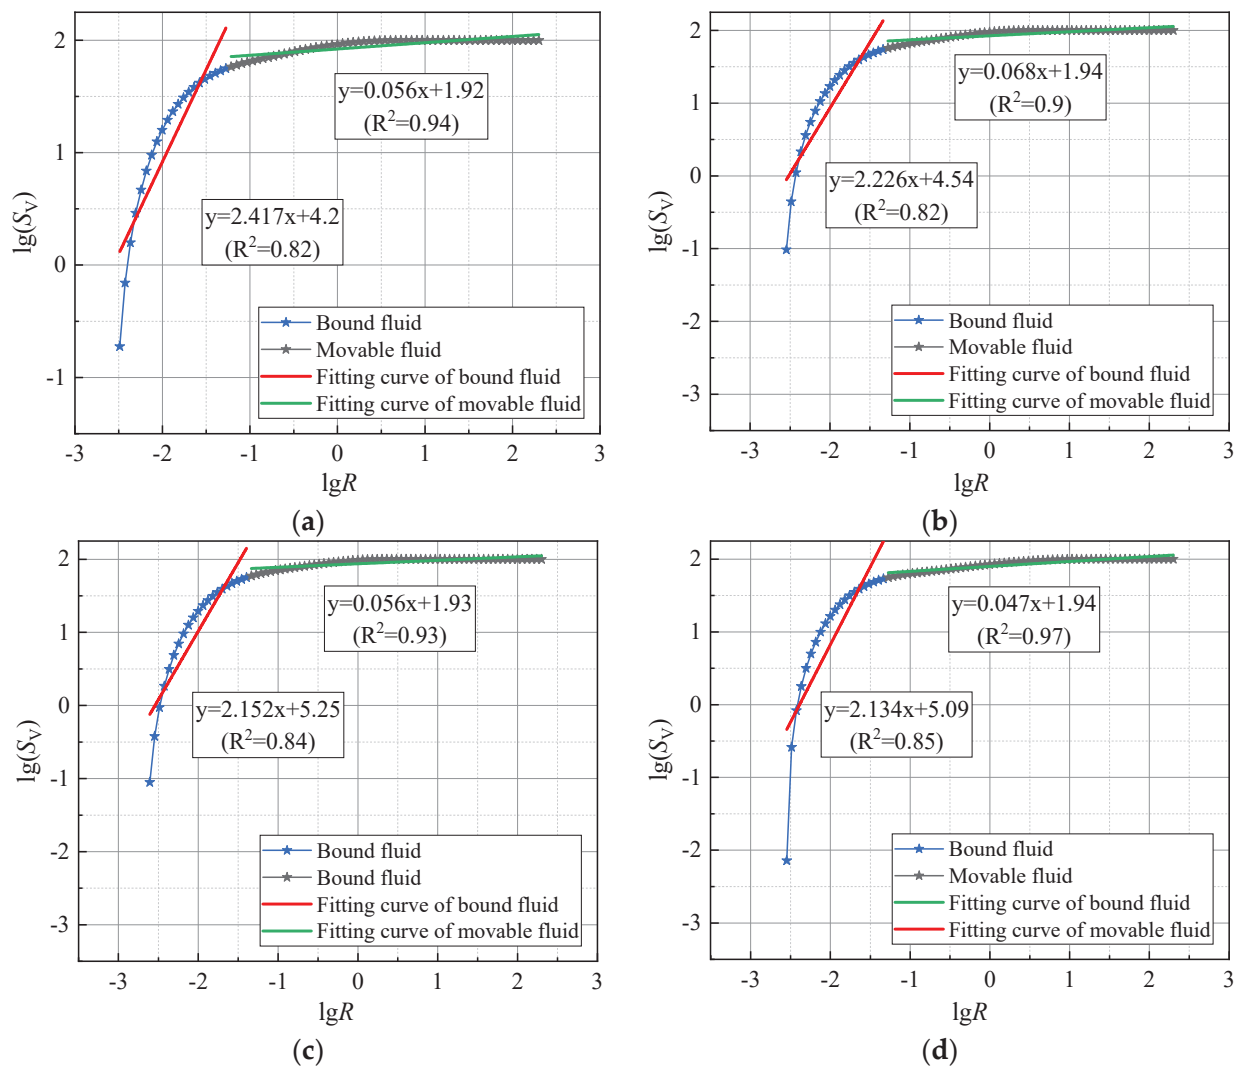 lg(S_V)
2
1
0
-1
y=0.056x+1.92
(R²=0.94)
y=2.417x+4.2
(R²=0.82)
Bound fluid
Movable fluid
Fitting curve of bound fluid
Fitting curve of movable fluid
-3 -2 -1 0 1 2 3
lgR
(a)
lg(S_V)
2
1
0
-1
-2
-3
y=0.068x+1.94
(R²=0.9)
y=2.226x+4.54
(R²=0.82)
Bound fluid
Movable fluid
Fitting curve of bound fluid
Fitting curve of movable fluid
-3 -2 -1 0 1 2 3
lgR
(b)
lg(S_V)
2
1
0
-1
-2
-3
y=0.056x+1.93
(R²=0.93)
y=2.152x+5.25
(R²=0.84)
Bound fluid
Bound fluid
Fitting curve of bound fluid
Fitting curve of movable fluid
-3 -2 -1 0 1 2 3
lgR
(c)
lg(S_V)
2
1
0
-1
-2
-3
y=0.047x+1.94
(R²=0.97)
y=2.134x+5.09
(R²=0.85)
Bound fluid
Movable fluid
Fitting curve of bound fluid
Fitting curve of movable fluid
-3 -2 -1 0 1 2 3
lgR
(d)